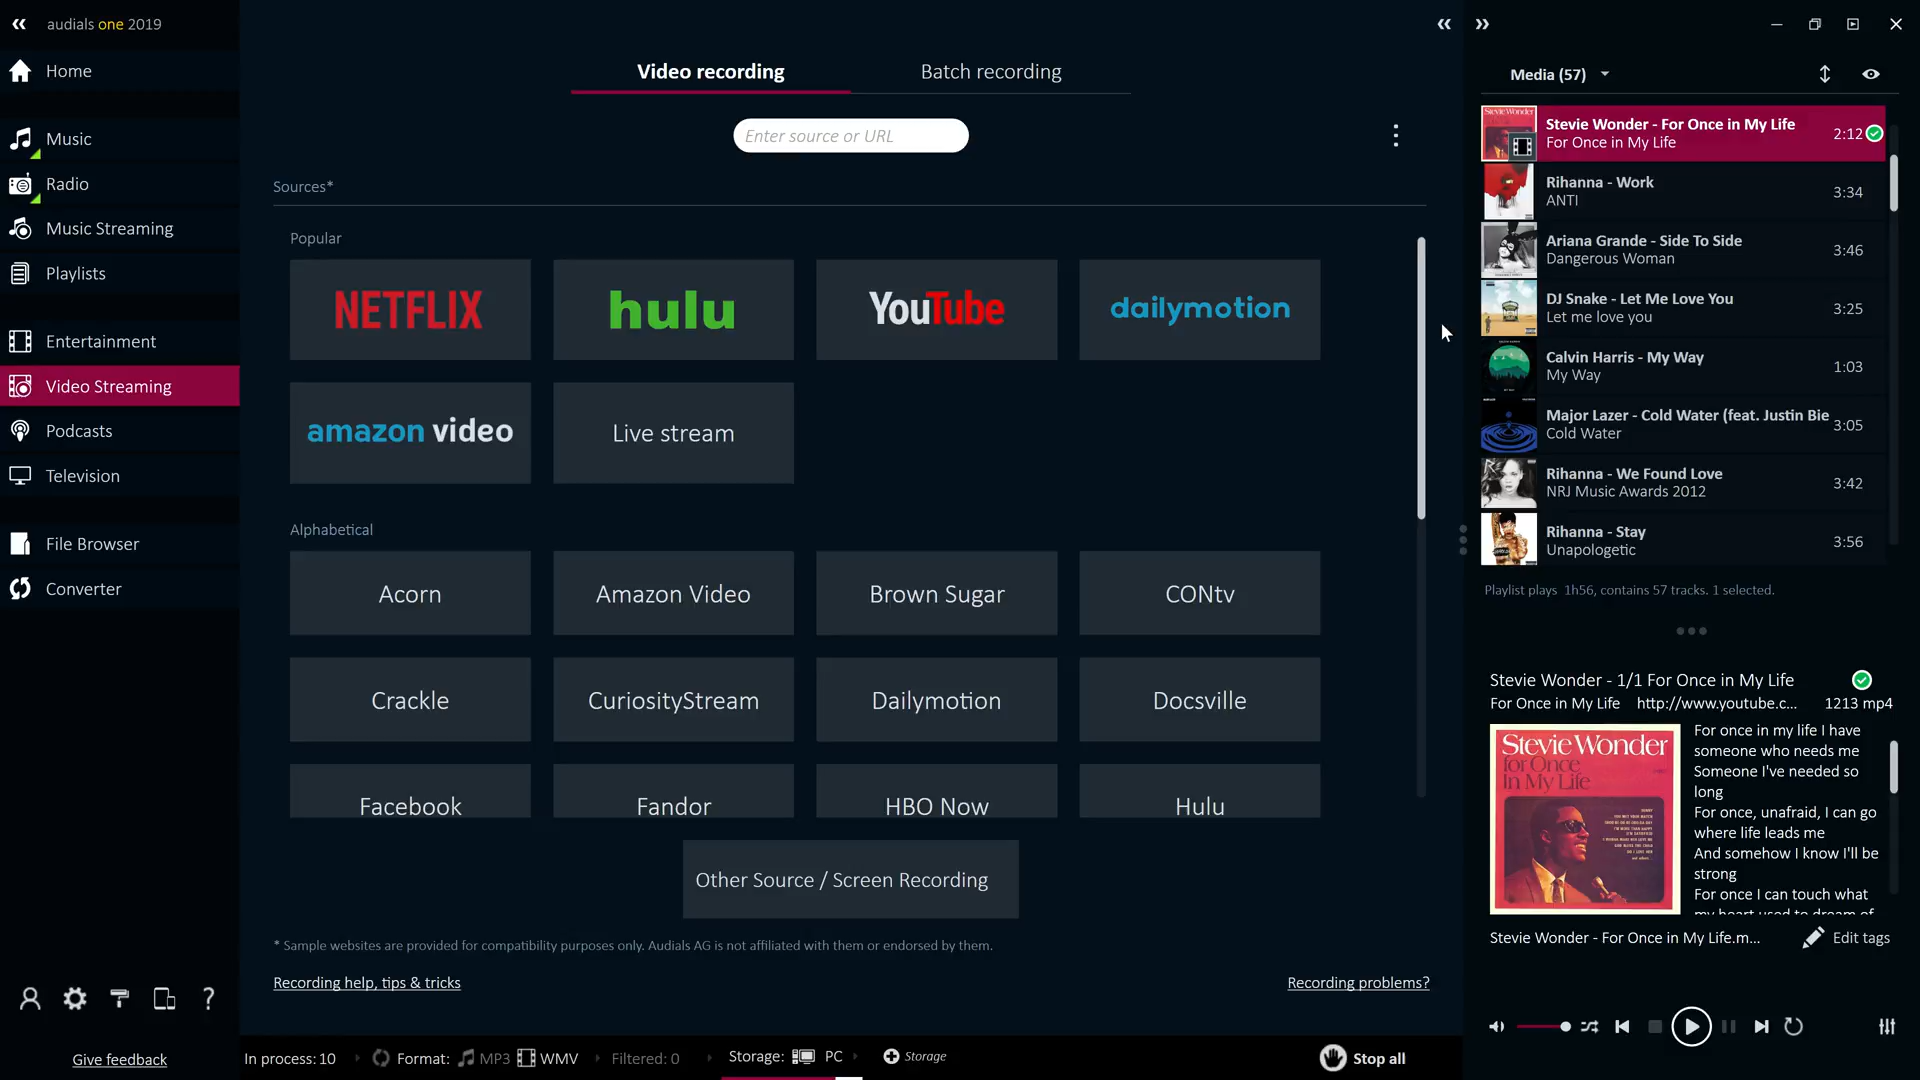 audials one 2019
Home
Music
Radio
Music Streaming
Playlists
Entertainment
Video Streaming
Podcasts
Television
File Browser
Converter
Give feedback
Video recording
Batch recording
Enter source or URL
Sources*
Popular
NETFLIX
hulu
YouTube
dailymotion
amazon video
Live stream
Alphabetical
Acorn
Amazon Video
Brown Sugar
CONtv
Crackle
CuriosityStream
Dailymotion
Docsville
Facebook
Fandor
HBO Now
Hulu
Other Source / Screen Recording
* Sample websites are provided for compatibility purposes only. Audials AG is not affiliated with them or endorsed by them.
Recording help, tips & tricks
Recording problems?
In process: 10
Format: MP3 WMV
Filtered: 0
Storage: PC
Storage
Stop all
Media (57)
Stevie Wonder - For Once in My Life
For Once in My Life
2:12
Rihanna - Work
ANTI
3:34
Ariana Grande - Side To Side
Dangerous Woman
3:46
DJ Snake - Let Me Love You
Let me love you
3:25
Calvin Harris - My Way
My Way
1:03
Major Lazer - Cold Water (feat. Justin Bie
Cold Water
3:05
Rihanna - We Found Love
NRJ Music Awards 2012
3:42
Rihanna - Stay
Unapologetic
3:56
Playlist plays 1h56, contains 57 tracks. 1 selected.
Stevie Wonder - 1/1 For Once in My Life
For Once in My Life http://www.youtube.c... 1213 mp4
Stevie Wonder
for Once
In My Life
For once in my life I have
someone who needs me
Someone I've needed so
long
For once, unafraid, I can go
where life leads me
And somehow I know I'll be
strong
For once I can touch what
my heart used to dream of
Stevie Wonder - For Once in My Life.m...
Edit tags